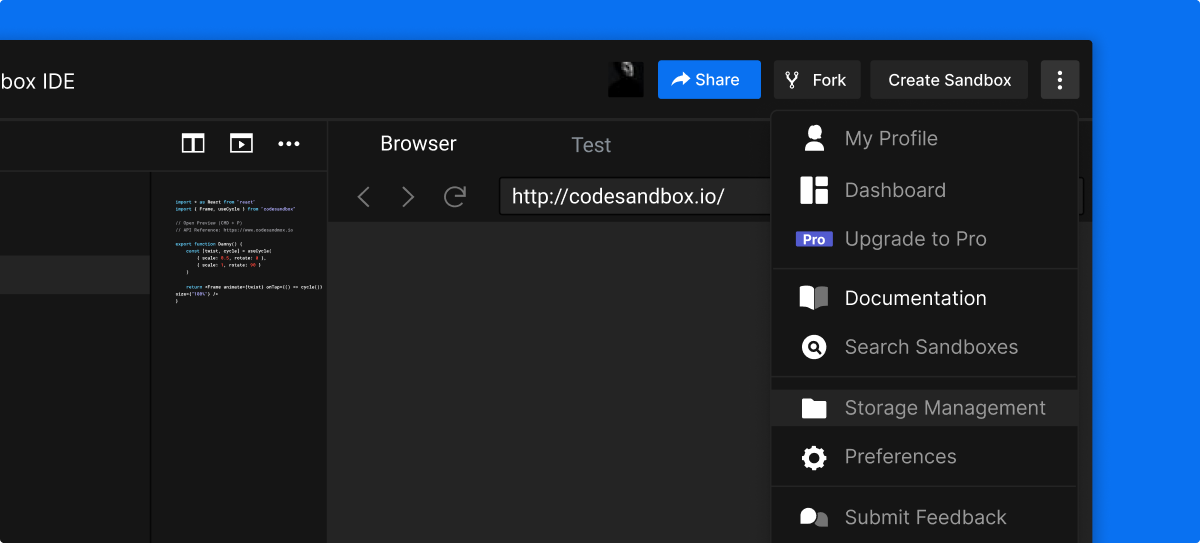 box IDE
Share
Fork
Create Sandbox
Browser
Test
http://codesandbox.io/
import * as React from "react"
import { Frame, useCycle } from "codesandbox"
// Open Preview (CMD + P)
// API Reference: https://www.codesandbox.io
export function Danny() {
const [twist, cycle] = useCycle(
{ scale: 0.5, rotate: 0 },
{ scale: 1, rotate: 90 }
)
return <Frame animate={twist} onTap={() => cycle()}
size={"100%"} />
}
My Profile
Dashboard
Pro Upgrade to Pro
Documentation
Search Sandboxes
Storage Management
Preferences
Submit Feedback